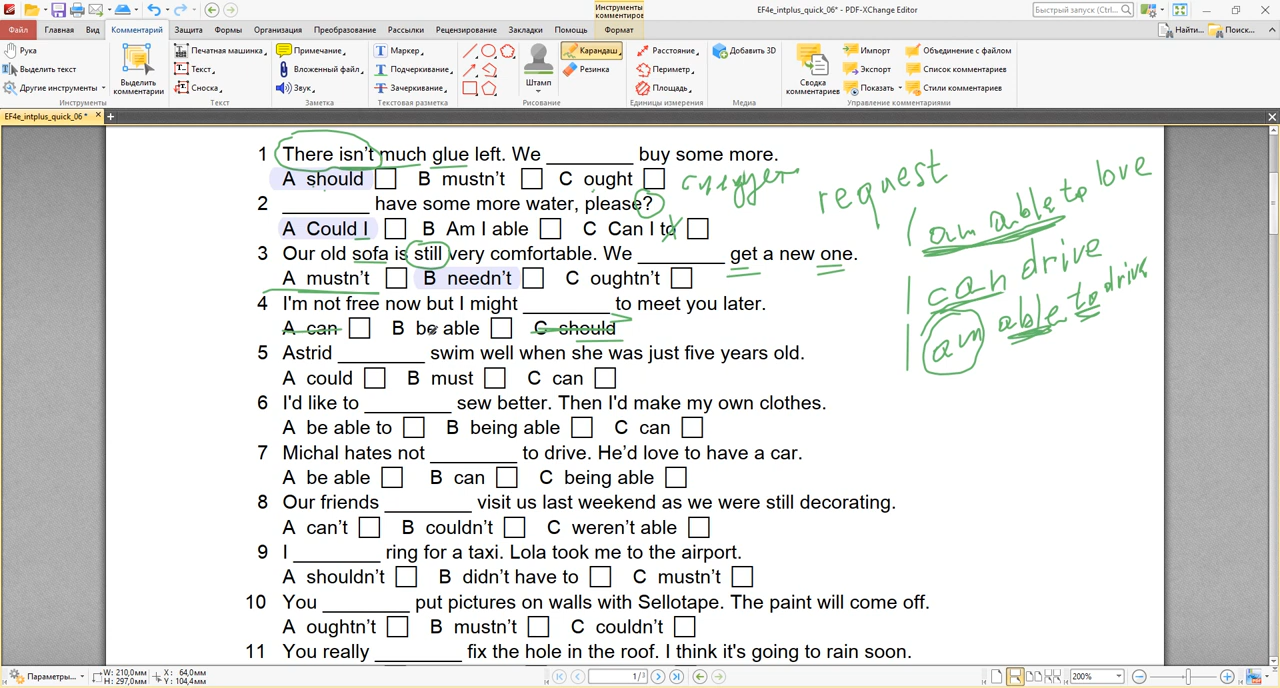 Инструменты комментиров
EF4e_intplus_quick_06* - PDF-XChange Editor
Быстрый запуск (Ctrl...
Файл Главная Вид Комментарий Защита Формы Организация Преобразование Рассылки Рецензирование Закладки Помощь Формат Найти... Поиск...
Рука
Выделить текст
Другие инструменты
Инструменты
Выделить комментарии
Печатная машинка
Текст
Сноска
Текст
Примечание
Вложенный файл
Звук
Заметка
Маркер
Подчеркивание
Зачеркивание
Текстовая разметка
Штамп
Карандаш
Резинка
Рисование
Расстояние
Периметр
Площадь
Единицы измерения
Добавить 3D
Медиа
Сводка комментариев
Импорт
Экспорт
Показать
Объединение с файлом
Список комментариев
Стили комментариев
Управление комментариями
EF4e_intplus_quick_06 *
1 There isn't much glue left. We ________ buy some more.
A should B mustn't C ought
2 ________ have some more water, please?
A Could I B Am I able C Can I to
3 Our old sofa is still very comfortable. We ________ get a new one.
A mustn't B needn't C oughtn't
4 I'm not free now but I might ________ to meet you later.
A can B be able C should
5 Astrid ________ swim well when she was just five years old.
A could B must C can
6 I'd like to ________ sew better. Then I'd make my own clothes.
A be able to B being able C can
7 Michal hates not ________ to drive. He'd love to have a car.
A be able B can C being able
8 Our friends ________ visit us last weekend as we were still decorating.
A can't B couldn't C weren't able
9 I ________ ring for a taxi. Lola took me to the airport.
A shouldn't B didn't have to C mustn't
10 You ________ put pictures on walls with Sellotape. The paint will come off.
A oughtn't B mustn't C couldn't
11 You really ________ fix the hole in the roof. I think it's going to rain soon.
request
I am able to love
I can drive
I am able to drive
Параметры...
W: 210,0мм
H: 297,0мм
X: 64,0мм
Y: 104,4мм
200%